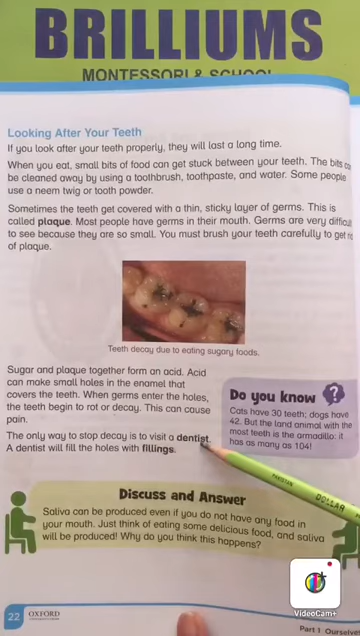 BRILLIUMS
MONTESSORI & SCHOOL
Looking After Your Teeth
If you look after your teeth properly, they will last a long time.
When you eat, small bits of food can get stuck between your teeth. The bits
be cleaned away by using a toothbrush, toothpaste, and water. Some people
use a neem twig or tooth powder.
Sometimes the teeth get covered with a thin, sticky layer of germs. This is
called plaque. Most people have germs in their mouth. Germs are very
to see because they are so small. You must brush your teeth carefully to get
of plaque.
Teeth decay due to eating sugary foods.
Sugar and plaque together form an acid. Acid
can make small holes in the enamel that
covers the teeth. When germs enter the holes,
the teeth begin to rot or decay. This can cause
pain.
The only way to stop decay is to visit a dentist.
A dentist will fill the holes with fillings.
Do you know ?
Cats have 30 teeth; dogs have
42. But the land animal with the
most teeth is the armadillo: it
has as many as 104!
PAKISTAN
DOLLAR
Discuss and Answer
Saliva can be produced even if you do not have any food in
your mouth. Just think of eating some delicious food, and saliva
will be produced! Why do you think this happens?
22
OXFORD
Part 1 Ourselves
VideoCam+